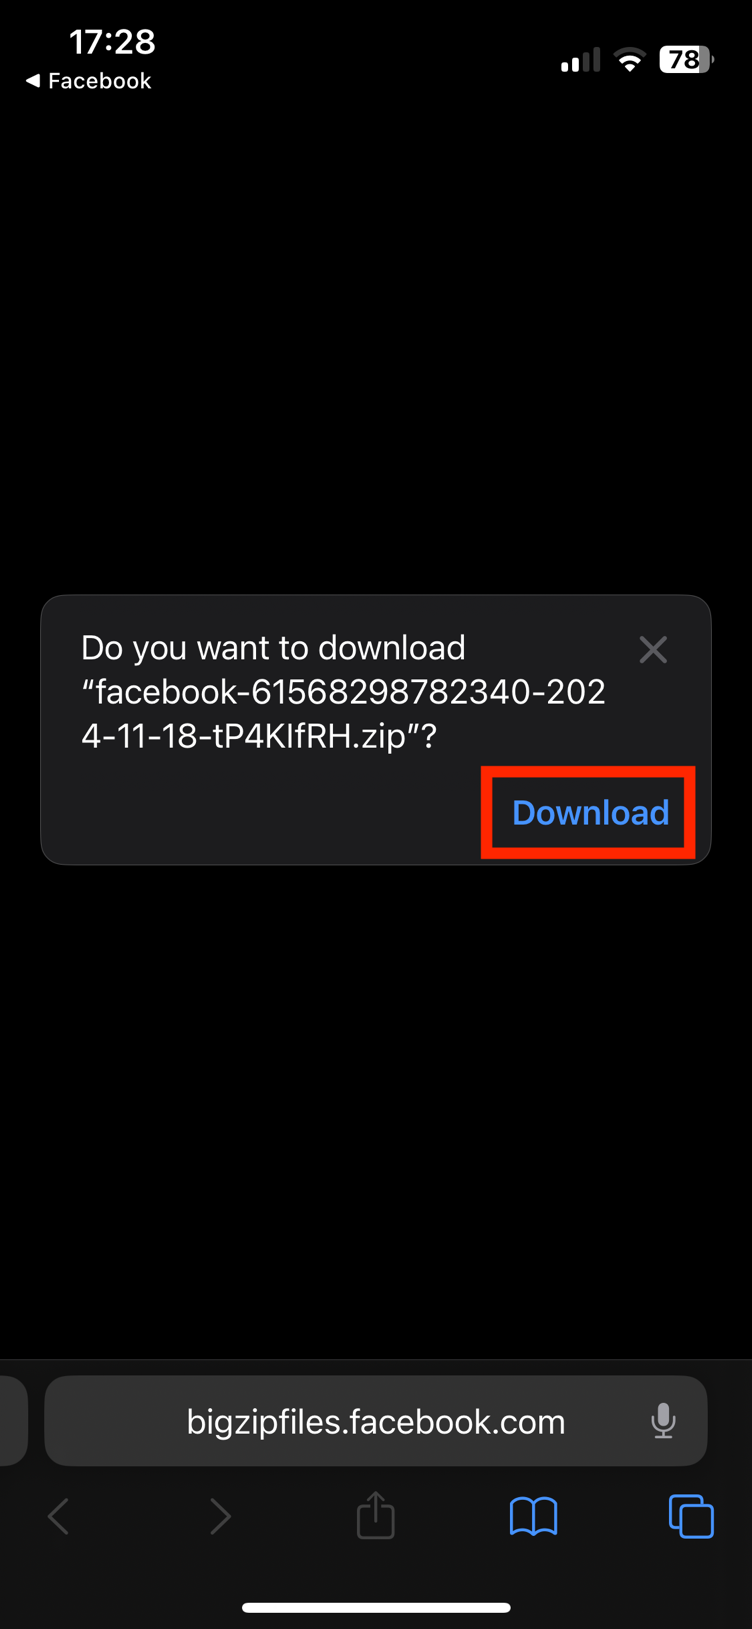 17:28
78
◀ Facebook
Do you want to download
“facebook-61568298782340-202
4-11-18-tP4KIfRH.zip”?
Download
bigzipfiles.facebook.com